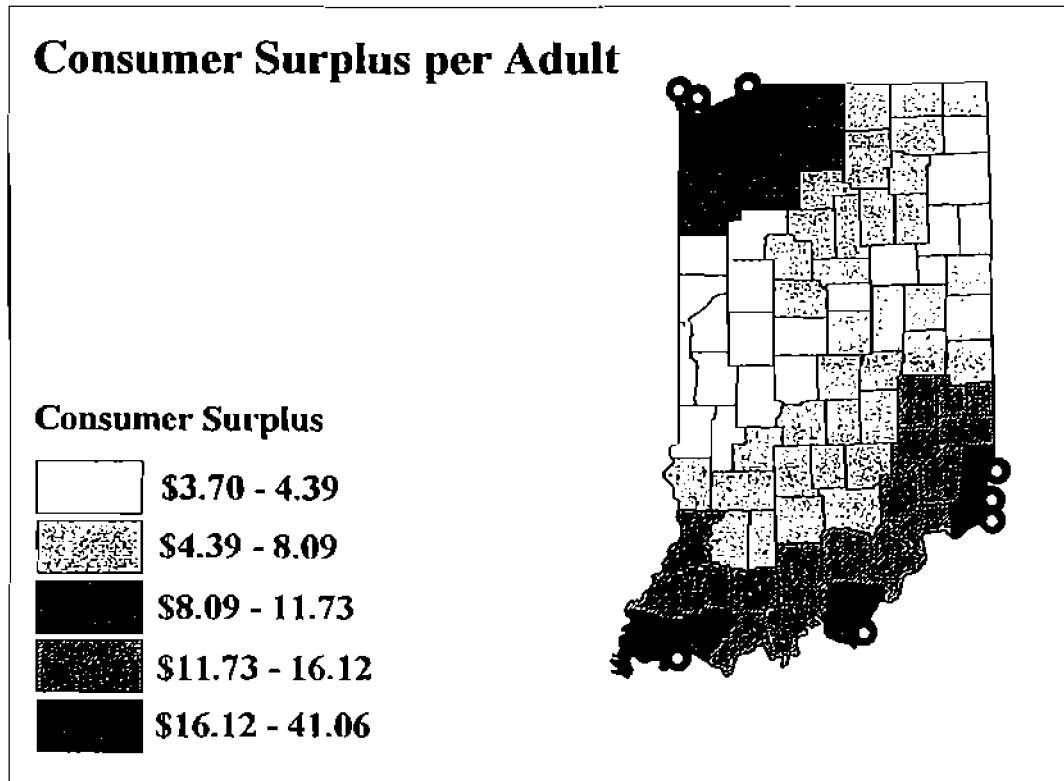 Consumer Surplus per Adult
Consumer Surplus
$3.70 - 4.39
$4.39 - 8.09
$8.09 - 11.73
$11.73 - 16.12
$16.12 - 41.06